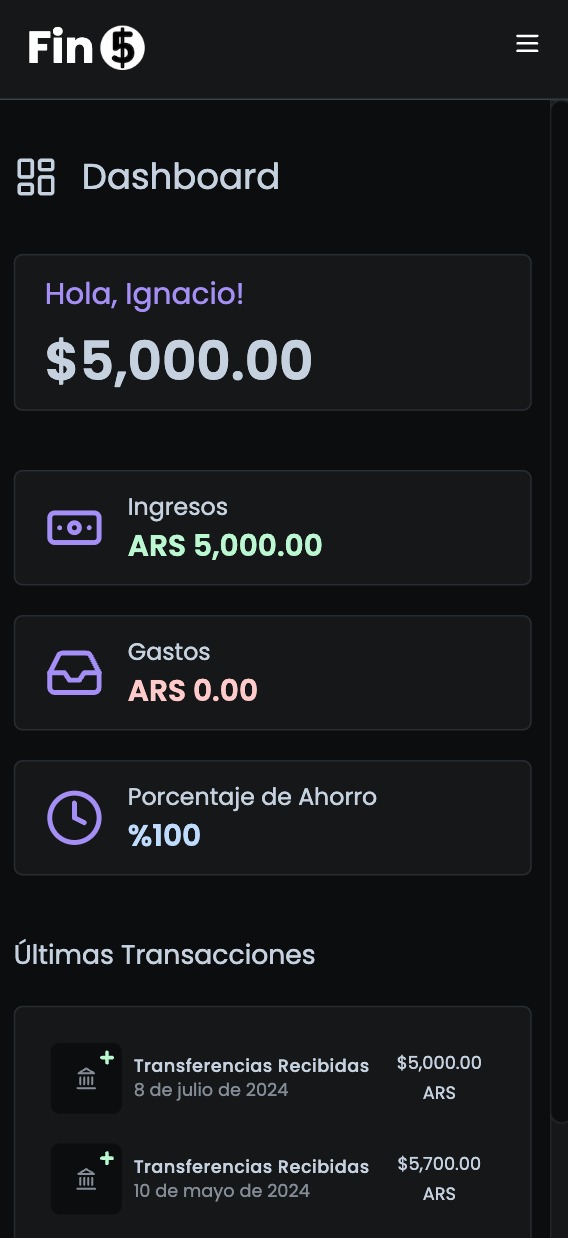 Fin $
Dashboard
Hola, Ignacio!
$5,000.00
Ingresos
ARS 5,000.00
Gastos
ARS 0.00
Porcentaje de Ahorro
%100
Últimas Transacciones
Transferencias Recibidas
$5,000.00
8 de julio de 2024
ARS
Transferencias Recibidas
$5,700.00
10 de mayo de 2024
ARS